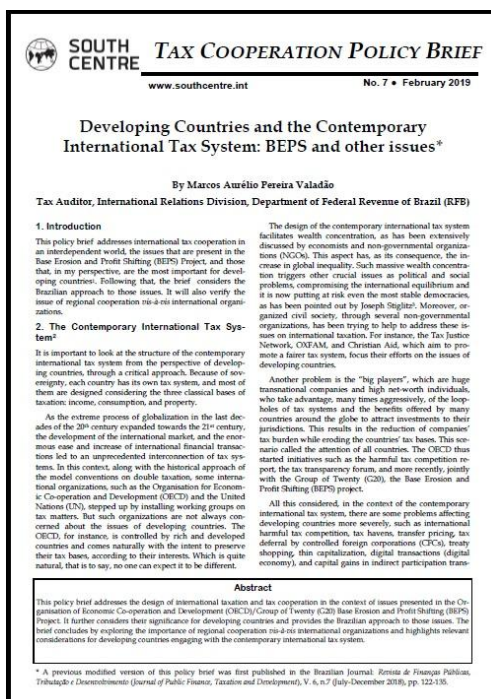 SOUTH
CENTRE
TAX COOPERATION POLICY BRIEF
www.southcentre.int
No. 7 ● February 2019
Developing Countries and the Contemporary
International Tax System: BEPS and other issues*
By Marcos Aurélio Pereira Valadão
Tax Auditor, International Relations Division, Department of Federal Revenue of Brazil (RFB)
1. Introduction
This policy brief addresses international tax cooperation in
an interdependent world, the issues that are present in the
Base Erosion and Profit Shifting (BEPS) Project, and those
that, in my perspective, are the most important for devel-
oping countries¹. Following that, the brief considers the
Brazilian approach to those issues. It will also verify the
issue of regional cooperation vis-à-vis international organi-
zations.
2. The Contemporary International Tax Sys-
tem²
It is important to look at the structure of the contemporary
international tax system from the perspective of develop-
ing countries, through a critical approach. Because of sov-
ereignty, each country has its own tax system, and most of
them are designed considering the three classical bases of
taxation: income, consumption, and property.
As the extreme process of globalization in the last dec-
ades of the 20th century expanded towards the 21st century,
the development of the international market, and the enor-
mous ease and increase of international financial transac-
tions led to an unprecedented interconnection of tax sys-
tems. In this context, along with the historical approach of
the model conventions on double taxation, some interna-
tional organizations, such as the Organisation for Econom-
ic Co-operation and Development (OECD) and the United
Nations (UN), stepped up by installing working groups on
tax matters. But such organizations are not always con-
cerned about the issues of developing countries. The
OECD, for instance, is controlled by rich and developed
countries and comes naturally with the intent to preserve
their tax bases, according to their interests. Which is quite
natural, that is to say, no one can expect it to be different.
The design of the contemporary international tax system
facilitates wealth concentration, as has been extensively
discussed by economists and non-governmental organiza-
tions (NGOs). This aspect has, as its consequence, the in-
crease in global inequality. Such massive wealth concentra-
tion triggers other crucial issues as political and social
problems, compromising the international equilibrium and
it is now putting at risk even the most stable democracies,
as has been pointed out by Joseph Stiglitz³. Moreover, or-
ganized civil society, through several non-governmental
organizations, has been trying to help to address these is-
sues on international taxation. For instance, the Tax Justice
Network, OXFAM, and Christian Aid, which aim to pro-
mote a fairer tax system, focus their efforts on the issues of
developing countries.
Another problem is the “big players”, which are huge
transnational companies and high net-worth individuals,
who take advantage, many times aggressively, of the loop-
holes of tax systems and the benefits offered by many
countries around the globe to attract investments to their
jurisdictions. This results in the reduction of companies’
tax burden while eroding the countries’ tax bases. This sce-
nario called the attention of all countries. The OECD thus
started initiatives such as the harmful tax competition re-
port, the tax transparency forum, and more recently, jointly
with the Group of Twenty (G20), the Base Erosion and
Profit Shifting (BEPS) project.
All this considered, in the context of the contemporary
international tax system, there are some problems affecting
developing countries more severely, such as international
harmful tax competition, tax havens, transfer pricing, tax
deferral by controlled foreign corporations (CFCs), treaty
shopping, thin capitalization, digital transactions (digital
economy), and capital gains in indirect participation trans-
Abstract
This policy brief addresses the design of international taxation and tax cooperation in the context of issues presented in the Or-
ganisation of Economic Co-operation and Development (OECD)/Group of Twenty (G20) Base Erosion and Profit Shifting (BEPS)
Project. It further considers their significance for developing countries and provides the Brazilian approach to those issues. The
brief concludes by exploring the importance of regional cooperation vis-à-vis international organizations and highlights relevant
considerations for developing countries engaging with the contemporary international tax system.
* A previous modified version of this policy brief was first published in the Brazilian Journal: Revista de Finanças Públicas,
Tributação e Desenvolvimento (Journal of Public Finance, Taxation and Development), V. 6, n.7 (july-December 2018), pp. 122-135.